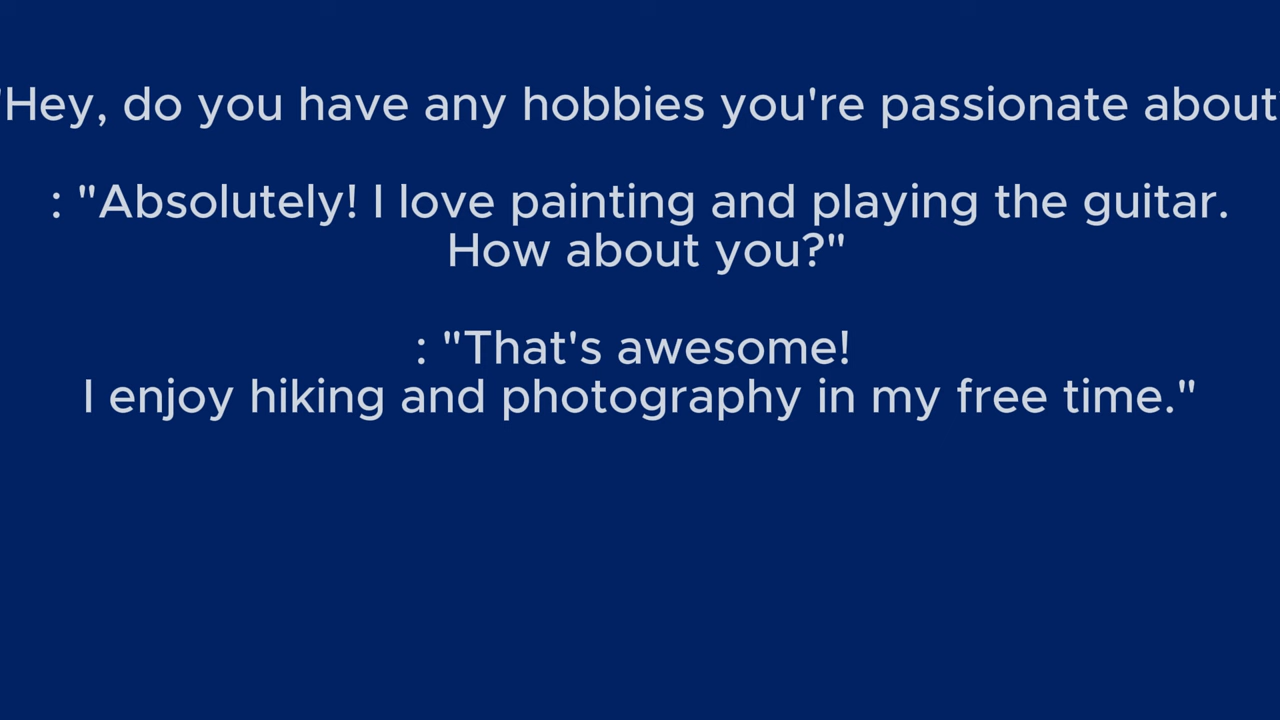 "Hey, do you have any hobbies you're passionate about
: "Absolutely! I love painting and playing the guitar.
How about you?"
: "That's awesome!
I enjoy hiking and photography in my free time."